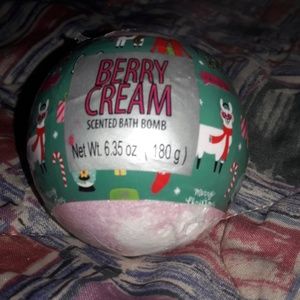 BERRY
CREAM
SCENTED BATH BOMB
Net Wt. 6.35 oz (180 g)